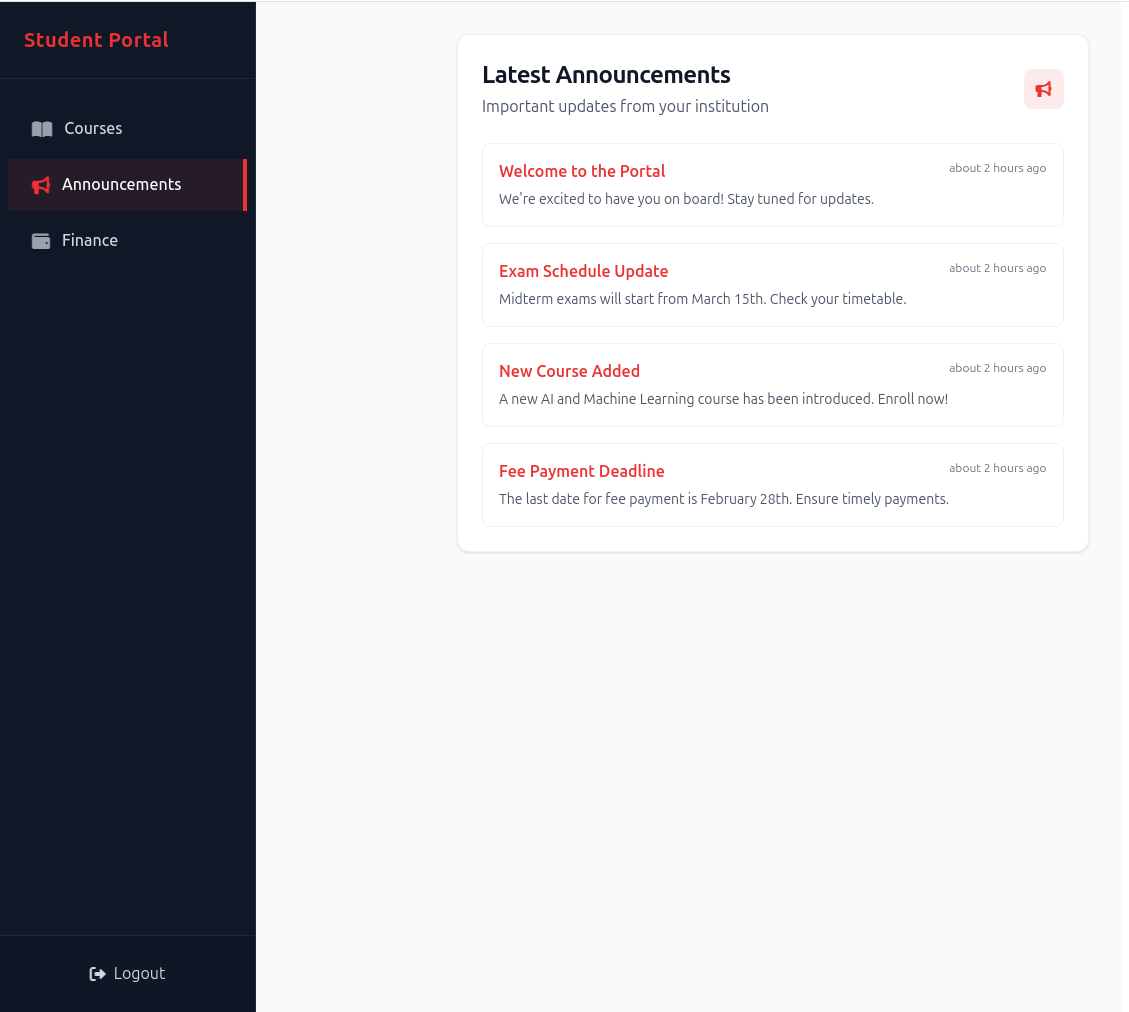 Student Portal
Courses
Announcements
Finance
Logout
Latest Announcements
Important updates from your institution
Welcome to the Portal
about 2 hours ago
We're excited to have you on board! Stay tuned for updates.
Exam Schedule Update
about 2 hours ago
Midterm exams will start from March 15th. Check your timetable.
New Course Added
about 2 hours ago
A new AI and Machine Learning course has been introduced. Enroll now!
Fee Payment Deadline
about 2 hours ago
The last date for fee payment is February 28th. Ensure timely payments.